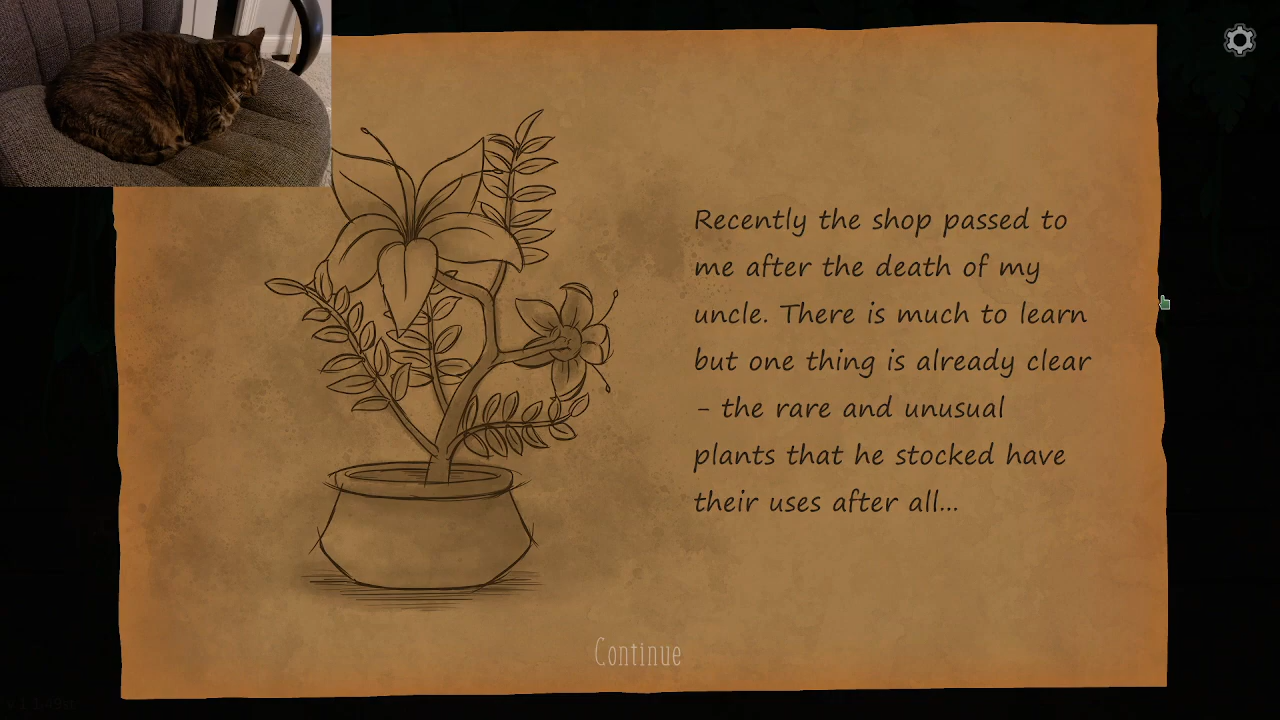 Recently the shop passed to
me after the death of my
uncle. There is much to learn
but one thing is already clear
- the rare and unusual
plants that he stocked have
their uses after all...
Continue